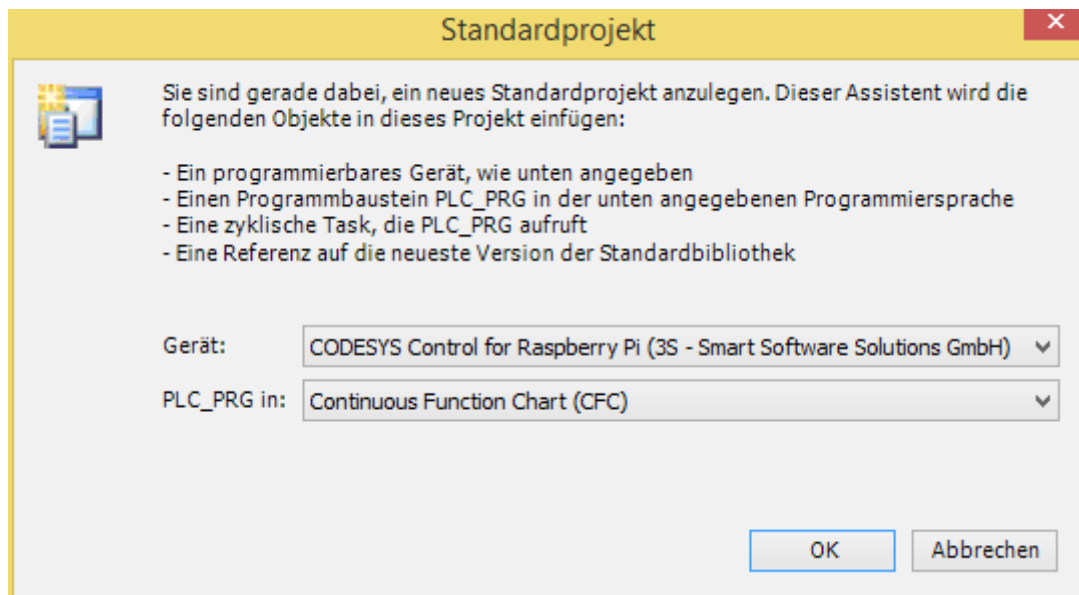 Standardprojekt
Sie sind gerade dabei, ein neues Standardprojekt anzulegen. Dieser Assistent wird die
folgenden Objekte in dieses Projekt einfügen:
- Ein programmierbares Gerät, wie unten angegeben
- Einen Programmbaustein PLC_PRG in der unten angegebenen Programmiersprache
- Eine zyklische Task, die PLC_PRG aufruft
- Eine Referenz auf die neueste Version der Standardbibliothek
Gerät: CODESYS Control for Raspberry Pi (3S - Smart Software Solutions GmbH)
PLC_PRG in: Continuous Function Chart (CFC)
OK Abbrechen